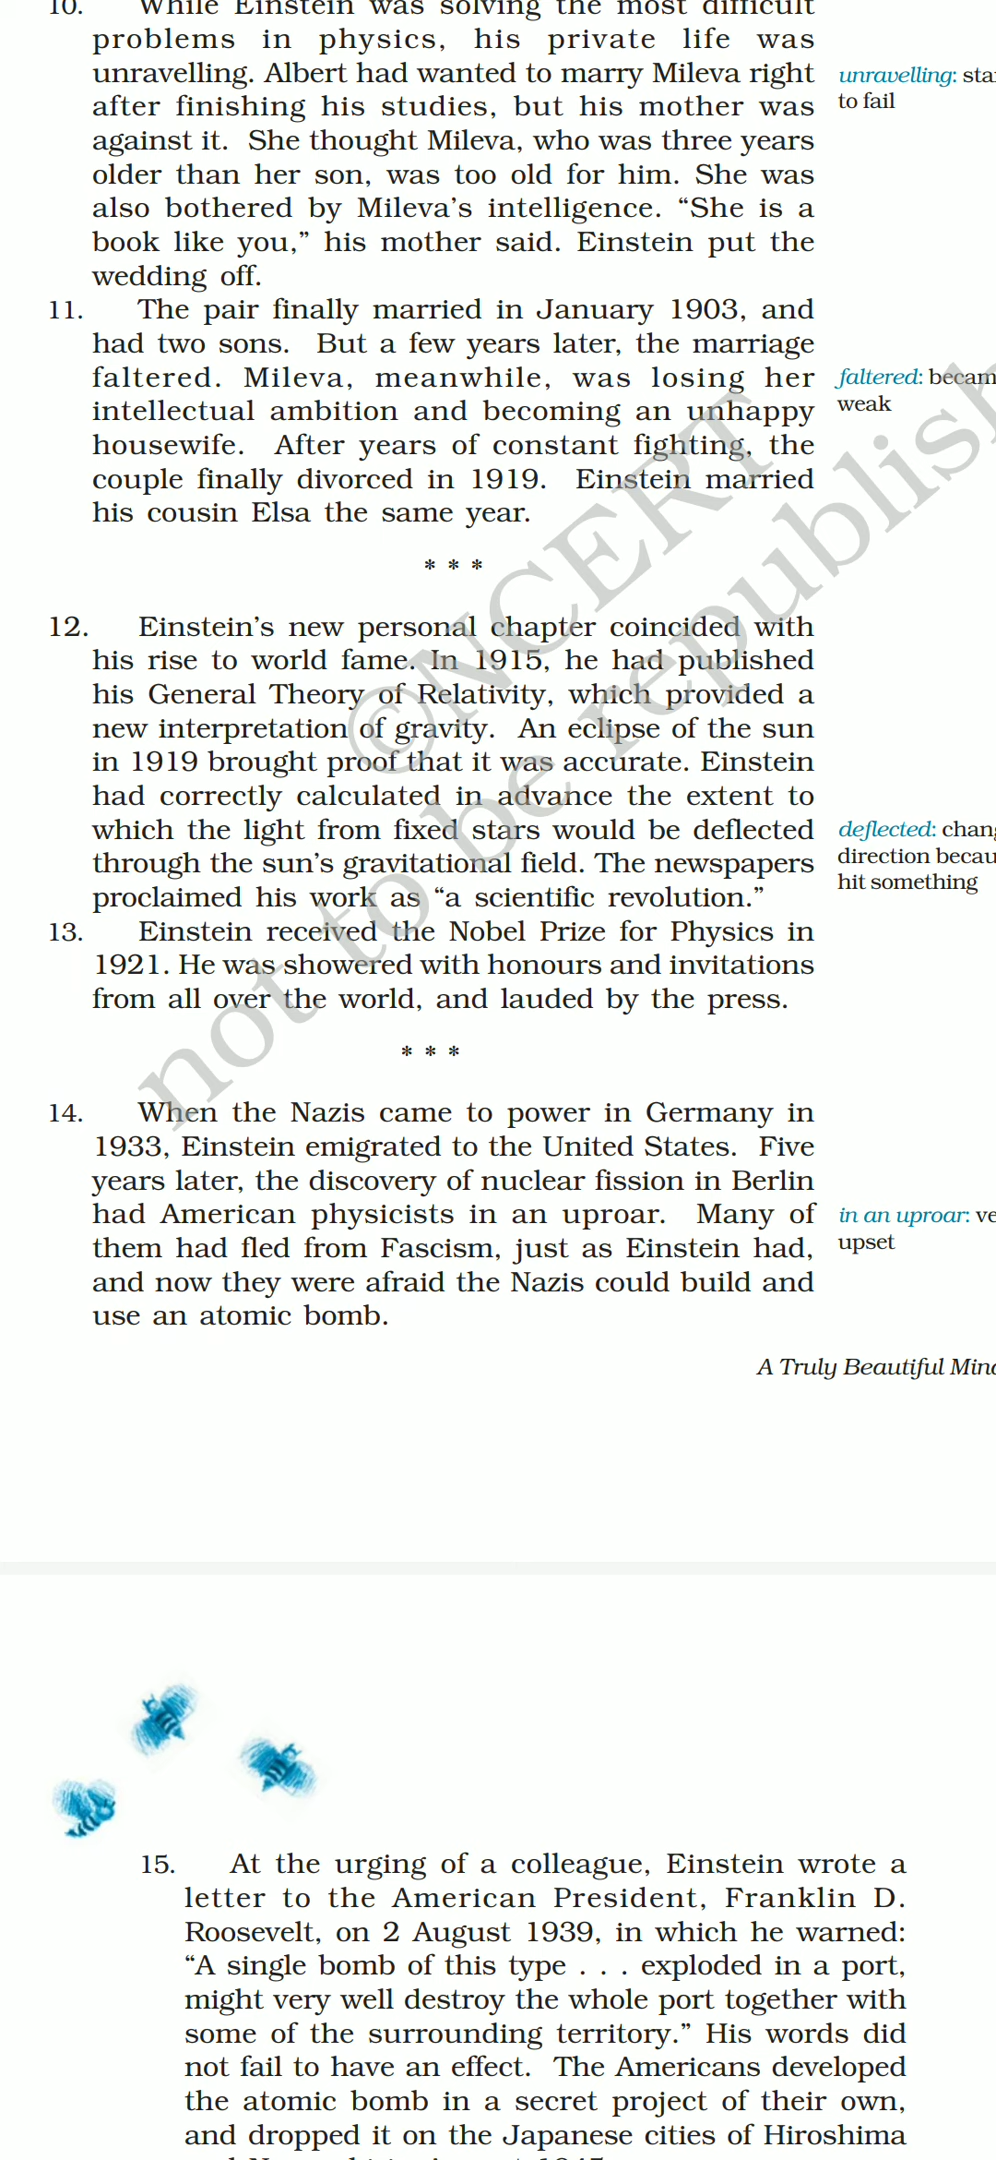 10. While Einstein was solving the most difficult
problems in physics, his private life was
unravelling. Albert had wanted to marry Mileva right
unravelling:
after finishing his studies, but his mother was
to fail
against it. She thought Mileva, who was three years
older than her son, was too old for him. She was
also bothered by Mileva’s intelligence. “She is a
book like you,” his mother said. Einstein put the
wedding off.
11. The pair finally married in January 1903, and
had two sons. But a few years later, the marriage
faltered. Mileva, meanwhile, was losing her
faltered:
intellectual ambition and becoming an unhappy
weak
housewife. After years of constant fighting, the
couple finally divorced in 1919. Einstein married
his cousin Elsa the same year.
* * *
12. Einstein’s new personal chapter coincided with
his rise to world fame. In 1915, he had published
his General Theory of Relativity, which provided a
new interpretation of gravity. An eclipse of the sun
in 1919 brought proof that it was accurate. Einstein
had correctly calculated in advance the extent to
which the light from fixed stars would be deflected
deflected:
through the sun’s gravitational field. The newspapers
direction
proclaimed his work as “a scientific revolution.”
hit something
13. Einstein received the Nobel Prize for Physics in
1921. He was showered with honours and invitations
from all over the world, and lauded by the press.
* * *
©NCERT
not to be
14. When the Nazis came to power in Germany in
1933, Einstein emigrated to the United States. Five
years later, the discovery of nuclear fission in Berlin
had American physicists in an uproar. Many of
in an uproar:
them had fled from Fascism, just as Einstein had,
upset
and now they were afraid the Nazis could build and
use an atomic bomb.
A Truly Beautiful
15. At the urging of a colleague, Einstein wrote a
letter to the American President, Franklin D.
Roosevelt, on 2 August 1939, in which he warned:
“A single bomb of this type . . . exploded in a port,
might very well destroy the whole port together with
some of the surrounding territory.” His words did
not fail to have an effect. The Americans developed
the atomic bomb in a secret project of their own,
and dropped it on the Japanese cities of Hiroshima